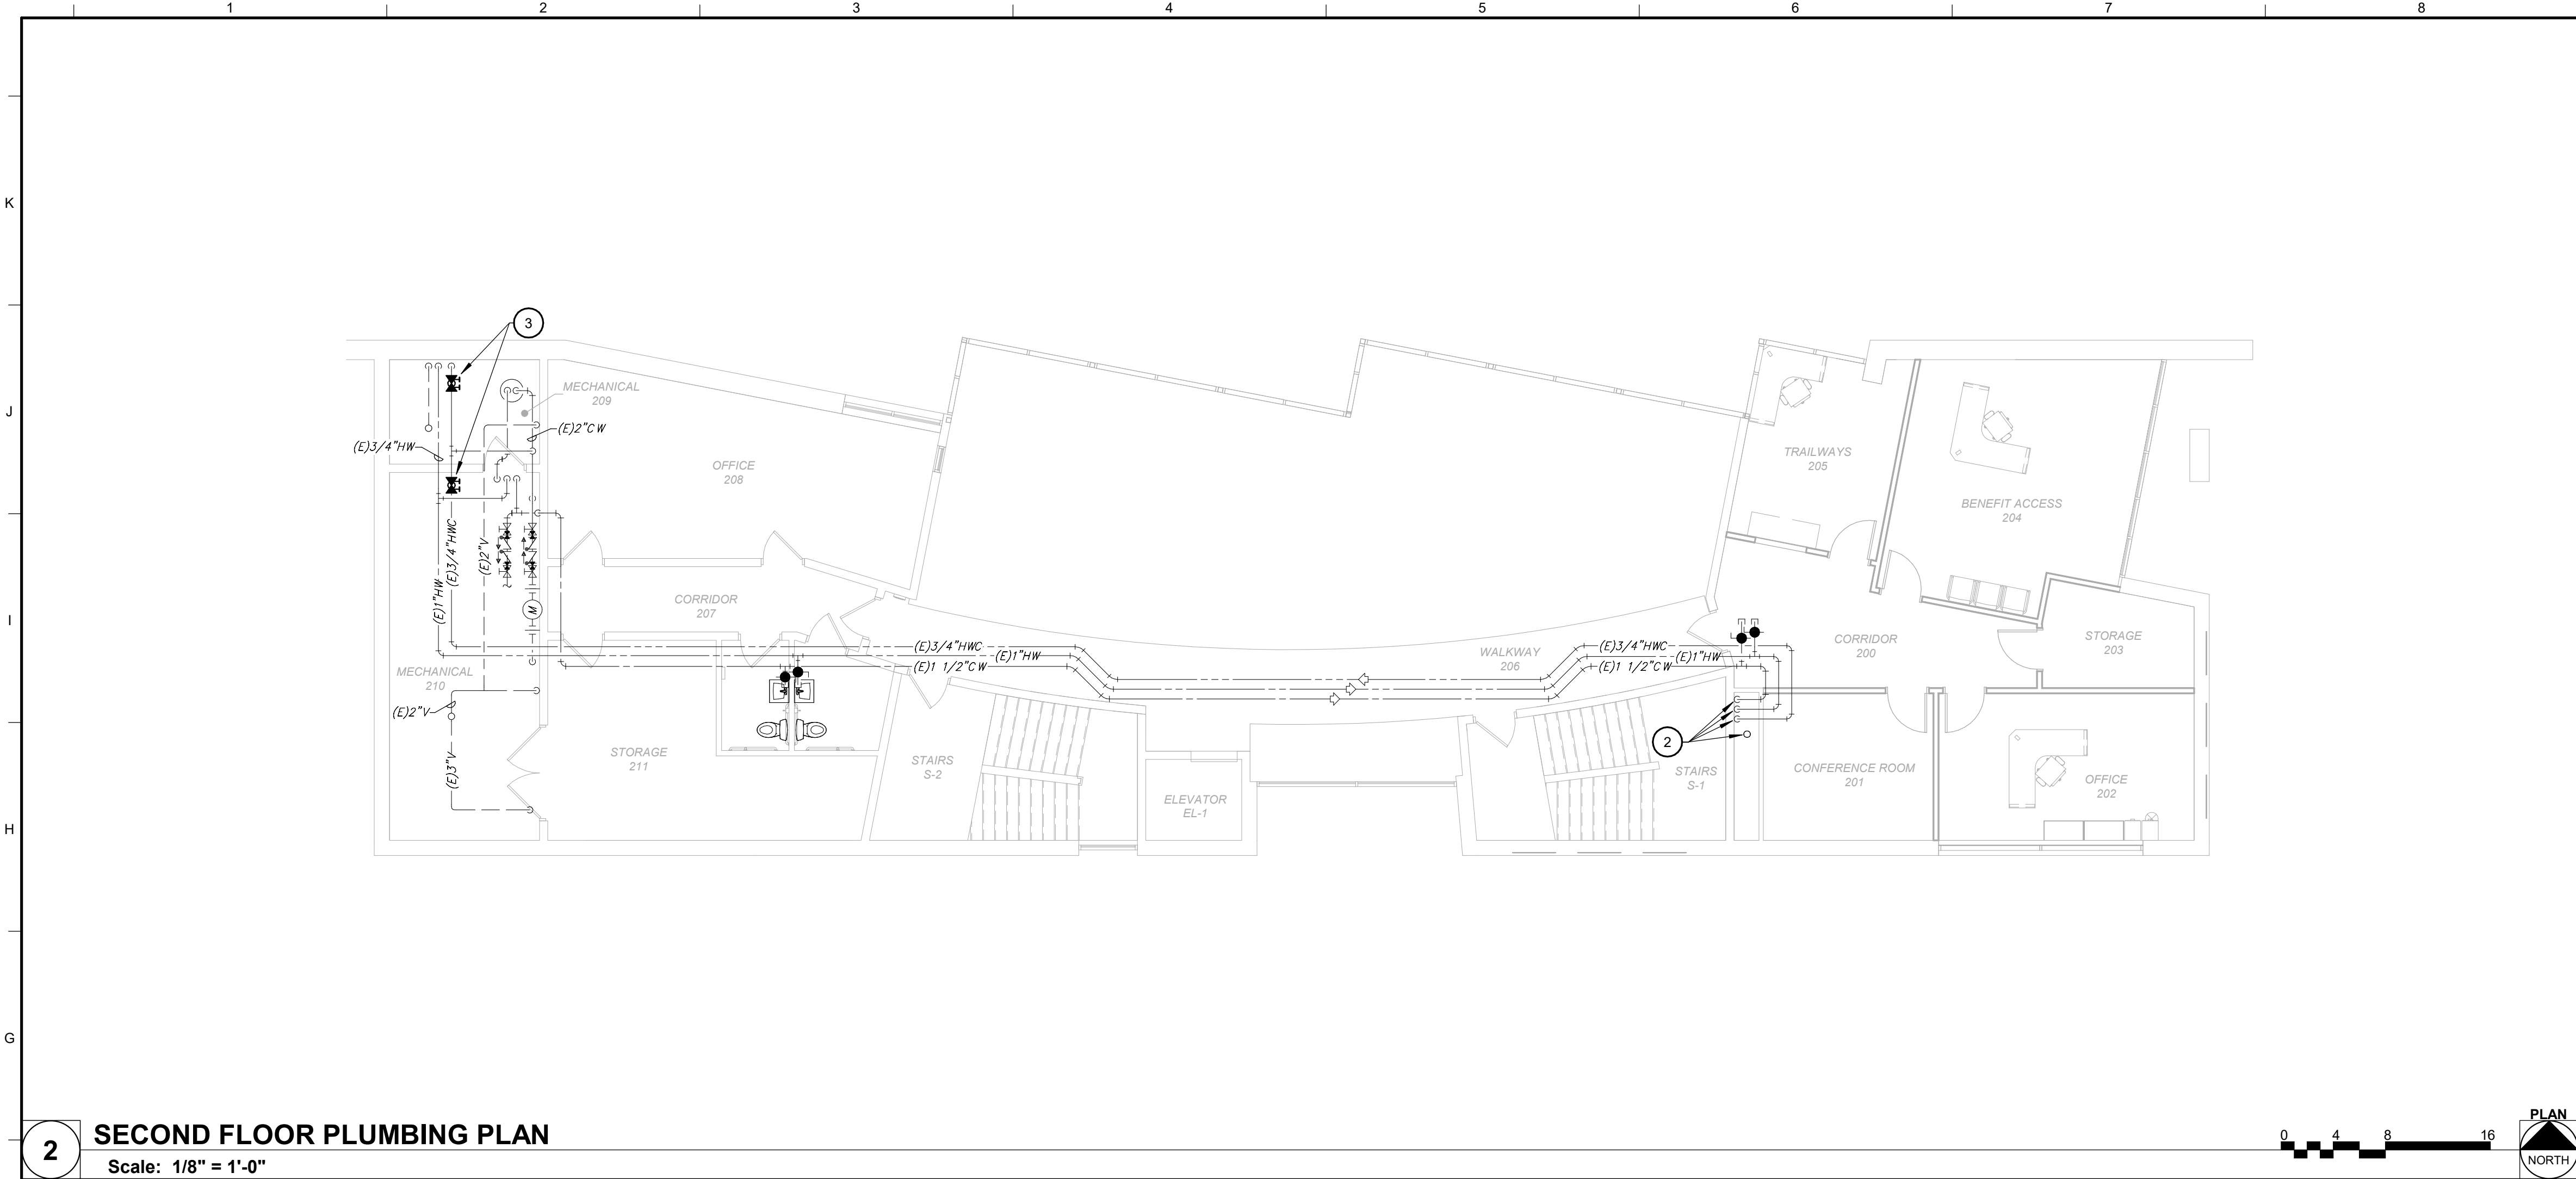 1 2 3 4 5 6 7 8
K
J
I
H
G
3
MECHANICAL
209
(E)2"CW
(E)3/4"HW
OFFICE
208
(E)3/4"HWC
(E)2"V
(E)1"HW
M
CORRIDOR
207
MECHANICAL
210
(E)2"V
(E)3"V
STORAGE
211
(E)3/4"HWC
(E)1"HW
(E)1 1/2"CW
STAIRS
S-2
ELEVATOR
EL-1
WALKWAY
206
(E)3/4"HWC
(E)1"HW
(E)1 1/2"CW
2
STAIRS
S-1
TRAILWAYS
205
BENEFIT ACCESS
204
CORRIDOR
200
STORAGE
203
CONFERENCE ROOM
201
OFFICE
202
2
SECOND FLOOR PLUMBING PLAN
Scale: 1/8" = 1'-0"
0 4 8 16
PLAN
NORTH